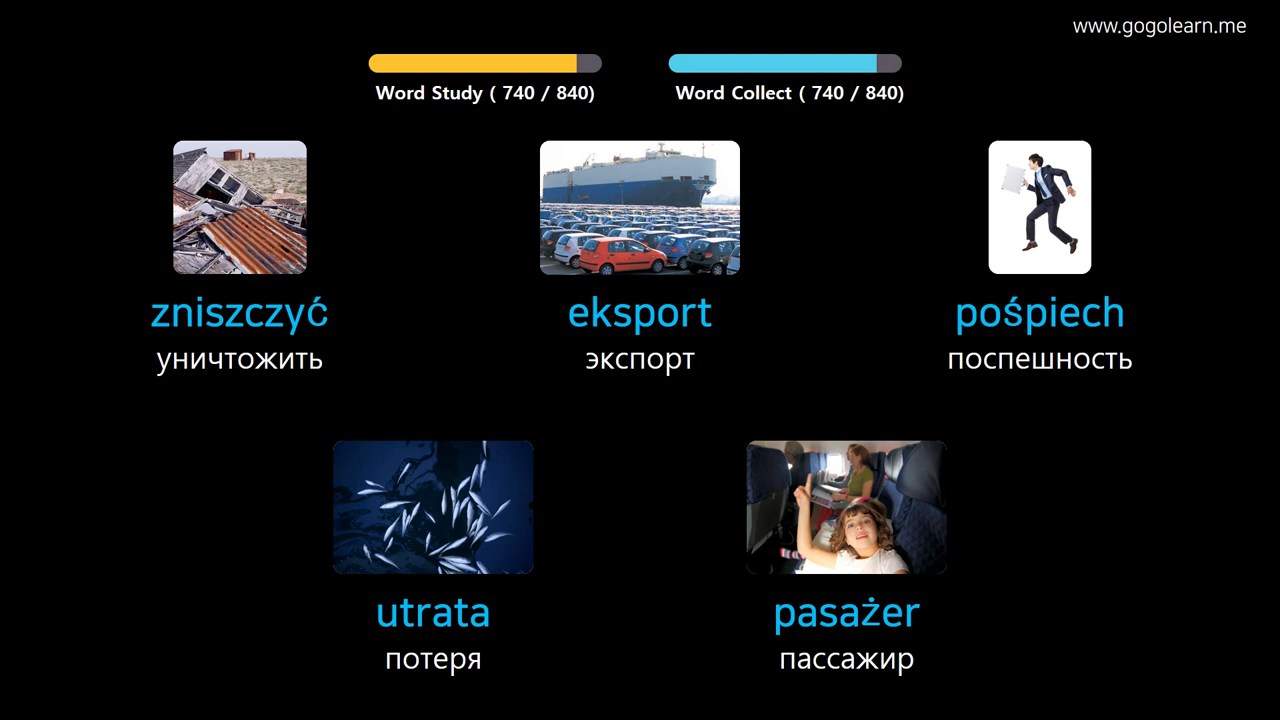 www.gogolearn.me
Word Study ( 740 / 840)
Word Collect ( 740 / 840)
zniszczyć
уничтожить
eksport
экспорт
pośpiech
поспешность
utrata
потеря
pasażer
пассажир